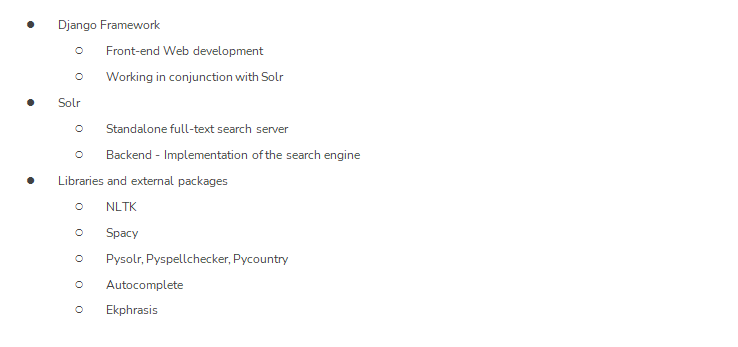 ● Django Framework
○ Front-end Web development
○ Working in conjunction with Solr
● Solr
○ Standalone full-text search server
○ Backend - Implementation of the search engine
● Libraries and external packages
○ NLTK
○ Spacy
○ Pysolr, Pyspellchecker, Pycountry
○ Autocomplete
○ Ekphrasis